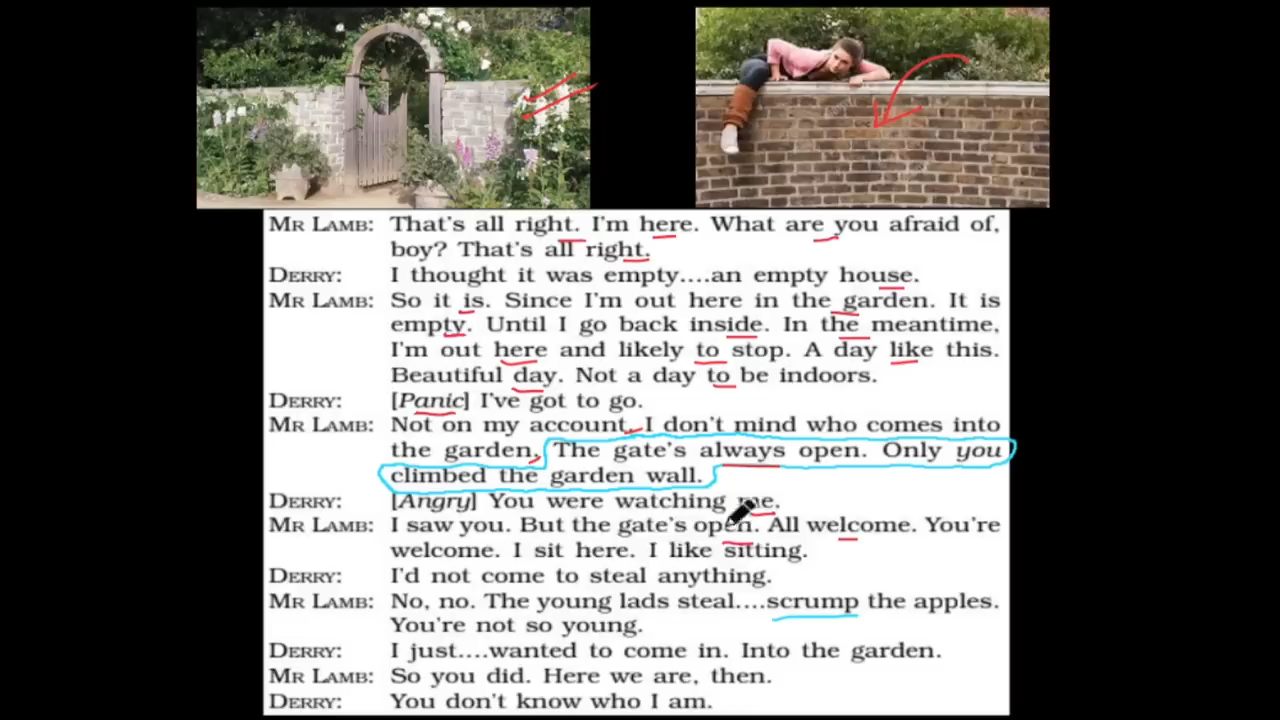 MR LAMB: That's all right. I'm here. What are you afraid of,
boy? That's all right.
DERRY: I thought it was empty....an empty house.
MR LAMB: So it is. Since I'm out here in the garden. It is
empty. Until I go back inside. In the meantime,
I'm out here and likely to stop. A day like this.
Beautiful day. Not a day to be indoors.
DERRY: [Panic] I've got to go.
MR LAMB: Not on my account. I don't mind who comes into
the garden. The gate's always open. Only you
climbed the garden wall.
DERRY: [Angry] You were watching me.
MR LAMB: I saw you. But the gate's open. All welcome. You're
welcome. I sit here. I like sitting.
DERRY: I'd not come to steal anything.
MR LAMB: No, no. The young lads steal....scrump the apples.
You're not so young.
DERRY: I just....wanted to come in. Into the garden.
MR LAMB: So you did. Here we are, then.
DERRY: You don't know who I am.